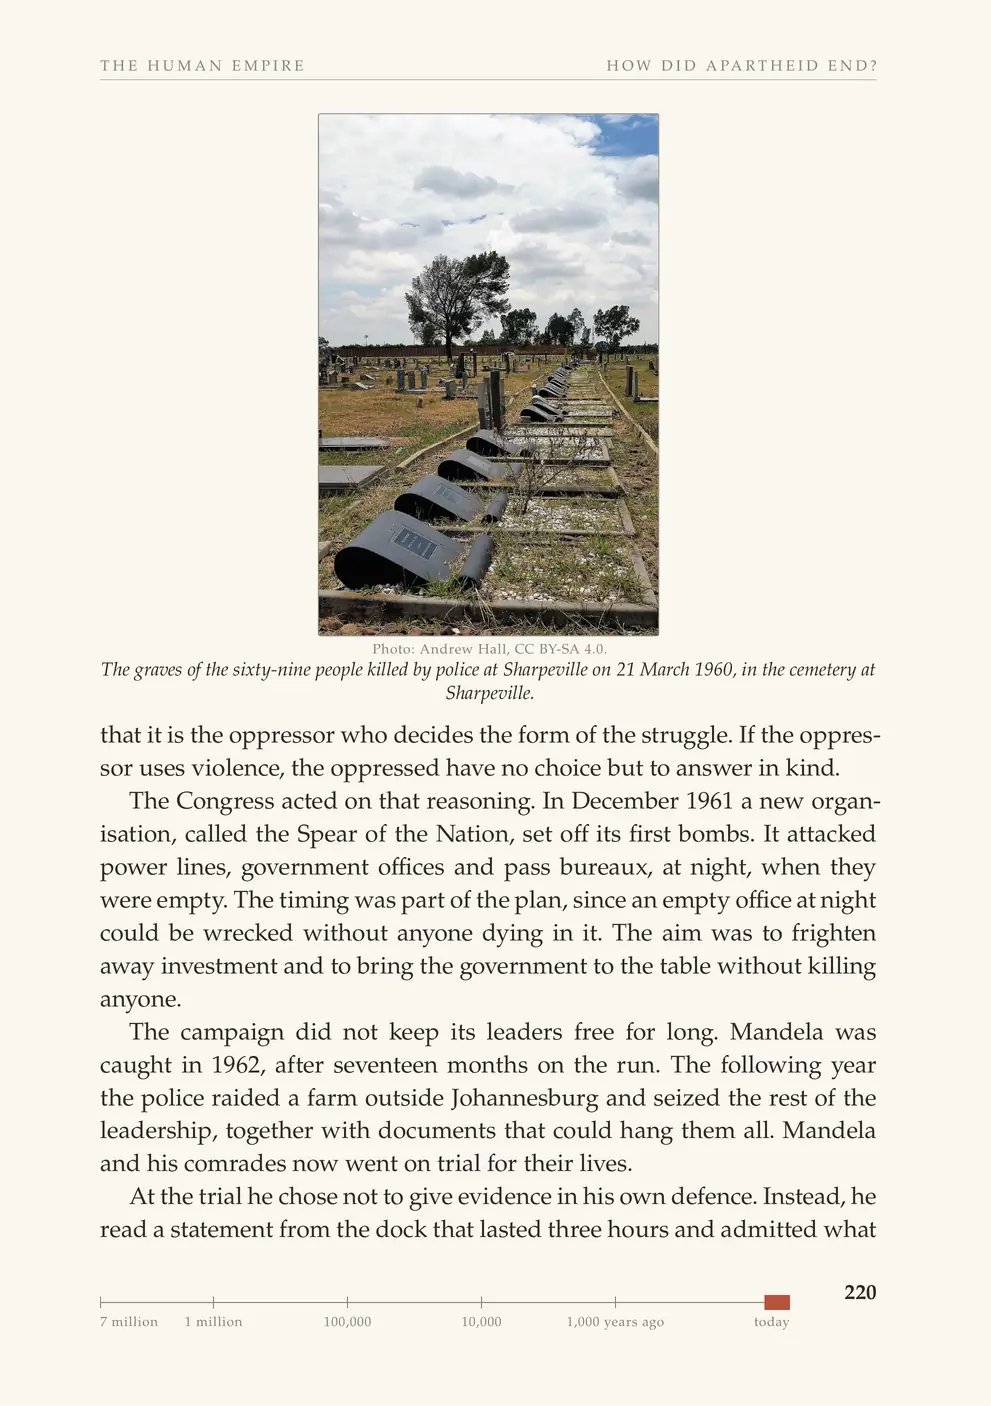 THE HUMAN EMPIRE
HOW DID APARTHEID END?
Photo: Andrew Hall, CC BY-SA 4.0.
The graves of the sixty-nine people killed by police at Sharpeville on 21 March 1960, in the cemetery at
Sharpeville.
that it is the oppressor who decides the form of the struggle. If the oppres-
sor uses violence, the oppressed have no choice but to answer in kind.
The Congress acted on that reasoning. In December 1961 a new organ-
isation, called the Spear of the Nation, set off its first bombs. It attacked
power lines, government offices and pass bureaux, at night, when they
were empty. The timing was part of the plan, since an empty office at night
could be wrecked without anyone dying in it. The aim was to frighten
away investment and to bring the government to the table without killing
anyone.
The campaign did not keep its leaders free for long. Mandela was
caught in 1962, after seventeen months on the run. The following year
the police raided a farm outside Johannesburg and seized the rest of the
leadership, together with documents that could hang them all. Mandela
and his comrades now went on trial for their lives.
At the trial he chose not to give evidence in his own defence. Instead, he
read a statement from the dock that lasted three hours and admitted what
220
7 million
1 million
100,000
10,000
1,000 years ago
today